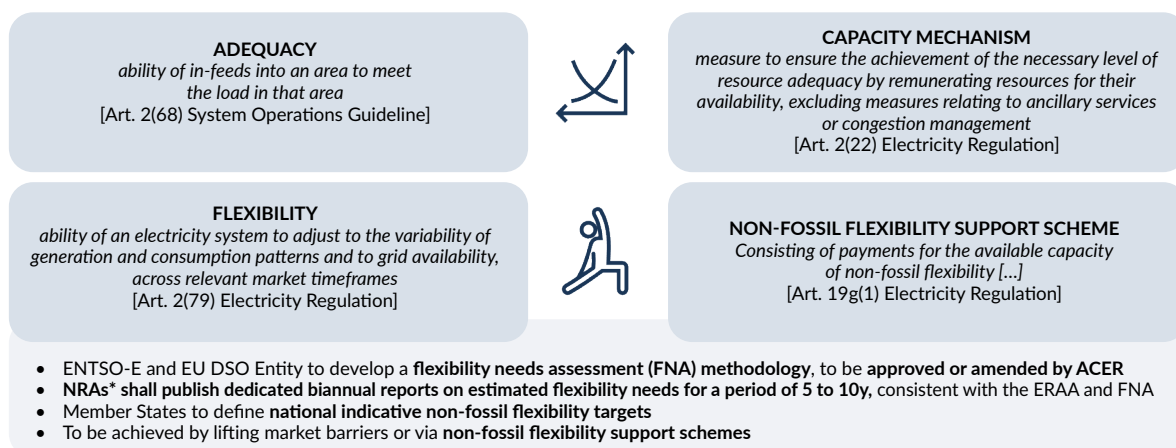 ADEQUACY
ability of in-feeds into an area to meet
the load in that area
[Art. 2(68) System Operations Guideline]
CAPACITY MECHANISM
measure to ensure the achievement of the necessary level of
resource adequacy by remunerating resources for their
availability, excluding measures relating to ancillary services
or congestion management
[Art. 2(22) Electricity Regulation]
FLEXIBILITY
ability of an electricity system to adjust to the variability of
generation and consumption patterns and to grid availability,
across relevant market timeframes
[Art. 2(79) Electricity Regulation]
NON-FOSSIL FLEXIBILITY SUPPORT SCHEME
Consisting of payments for the available capacity
of non-fossil flexibility [...]
[Art. 19g(1) Electricity Regulation]
• ENTSO-E and EU DSO Entity to develop a flexibility needs assessment (FNA) methodology, to be approved or amended by ACER
• NRAs* shall publish dedicated biannual reports on estimated flexibility needs for a period of 5 to 10y, consistent with the ERAA and FNA
• Member States to define national indicative non-fossil flexibility targets
• To be achieved by lifting market barriers or via non-fossil flexibility support schemes